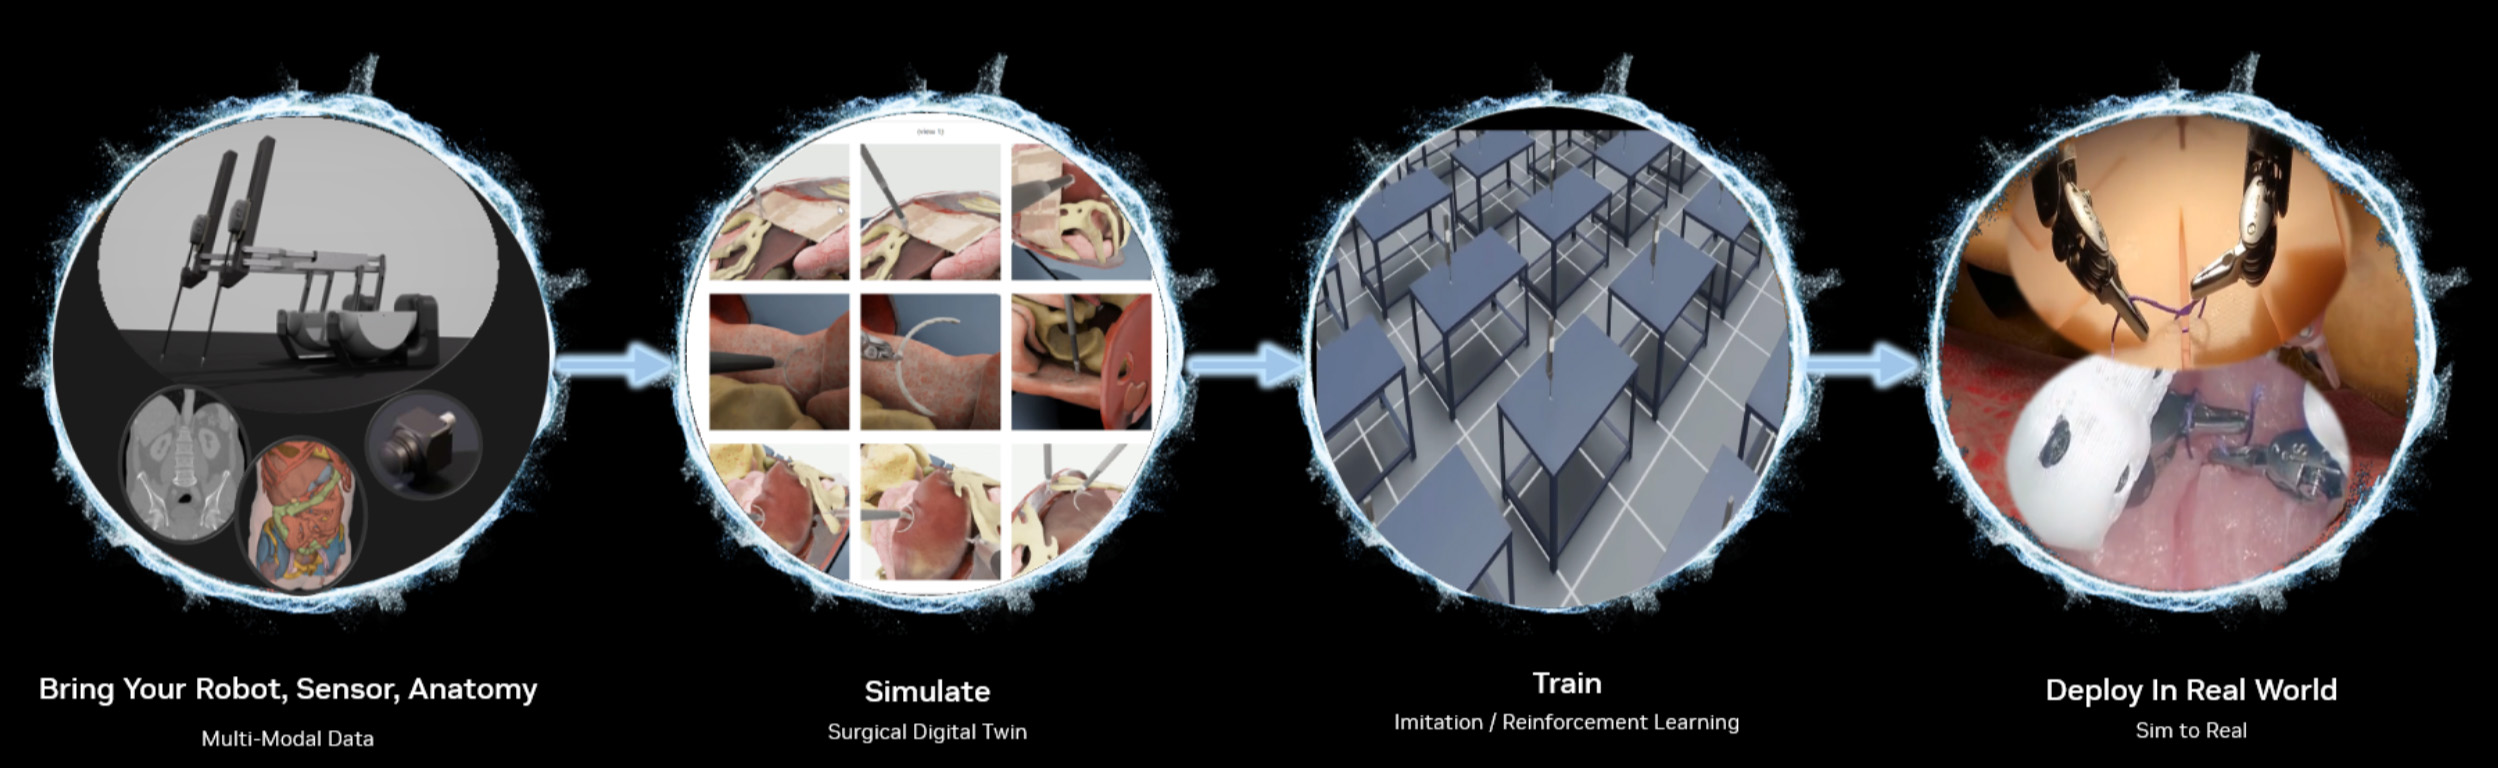 (view 1)
Bring Your Robot, Sensor, Anatomy
Multi-Modal Data
Simulate
Surgical Digital Twin
Train
Imitation / Reinforcement Learning
Deploy In Real World
Sim to Real